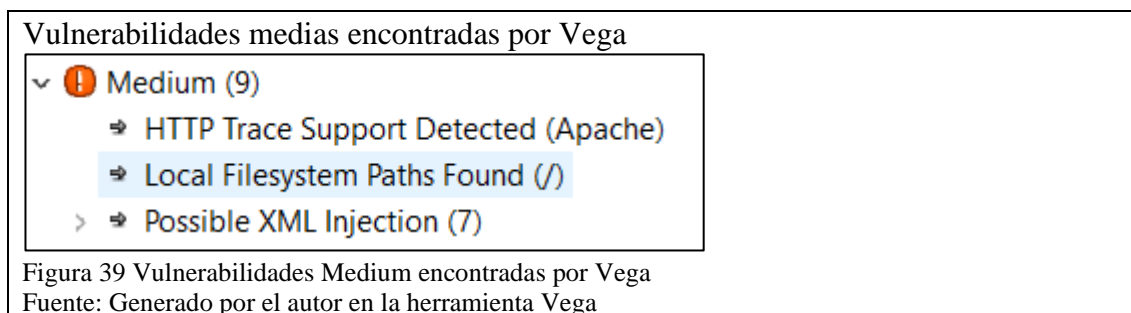 Vulnerabilidades medias encontradas por Vega
Medium (9)
HTTP Trace Support Detected (Apache)
Local Filesystem Paths Found (/)
Possible XML Injection (7)
Figura 39 Vulnerabilidades Medium encontradas por Vega
Fuente: Generado por el autor en la herramienta Vega